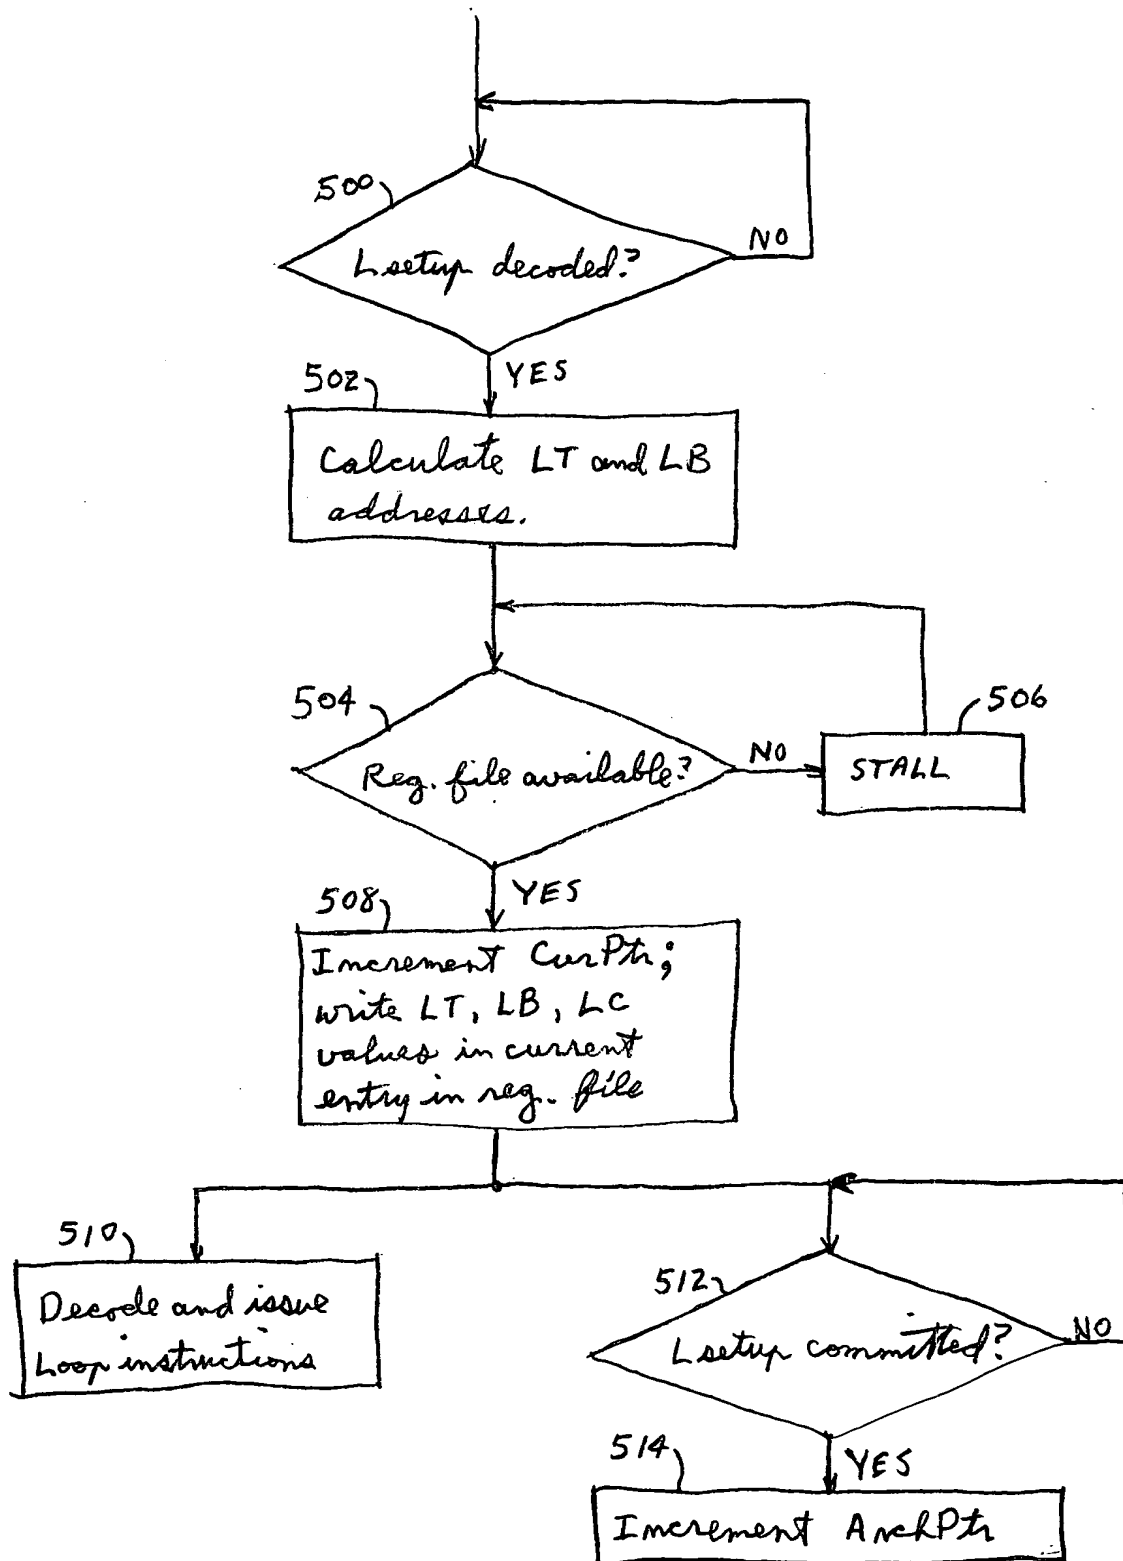 500
Lsetup decoded?
NO
YES
502
Calculate LT and LB
addresses.
504
Reg. file available?
NO
506
STALL
YES
508
Increment CurPtr;
write LT, LB, LC
values in current
entry in reg. file
510
Decode and issue
Loop instructions
512
Lsetup committed?
NO
YES
514
Increment ArchPtr